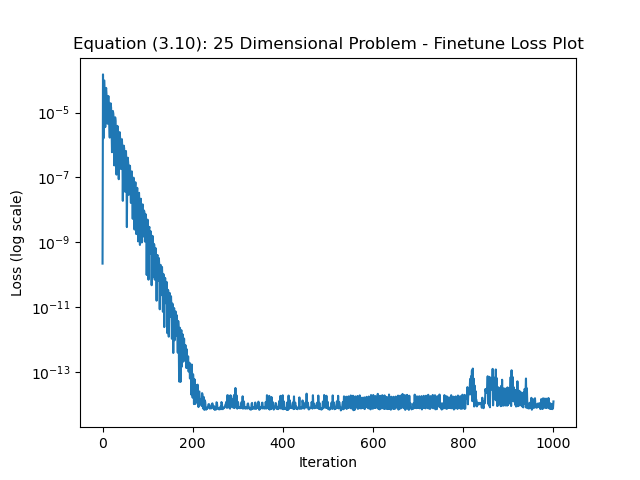 Equation (3.10): 25 Dimensional Problem - Finetune Loss Plot
Loss (log scale)
10⁻⁵
10⁻⁷
10⁻⁹
10⁻¹¹
10⁻¹³
0 200 400 600 800 1000
Iteration